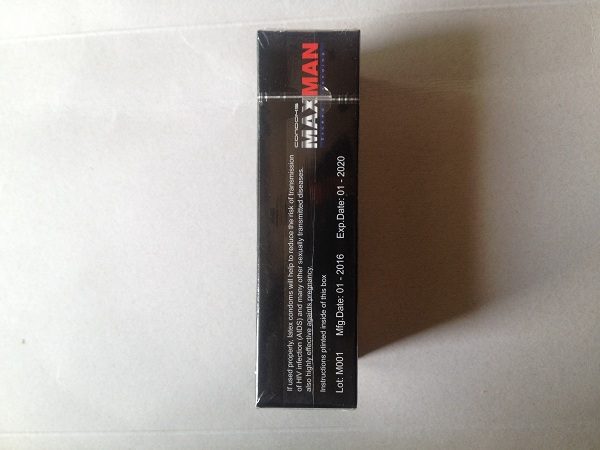 CONDOMS
MAXMAN
If used properly, latex condoms will help to reduce the risk of transmission
of HIV infection (AIDS) and many other sexually transmitted diseases.
also highly effective againts pregnancy.
Instructions printed inside of this box
Lot: M001 Mfg.Date: 01 - 2016 Exp.Date: 01 - 2020